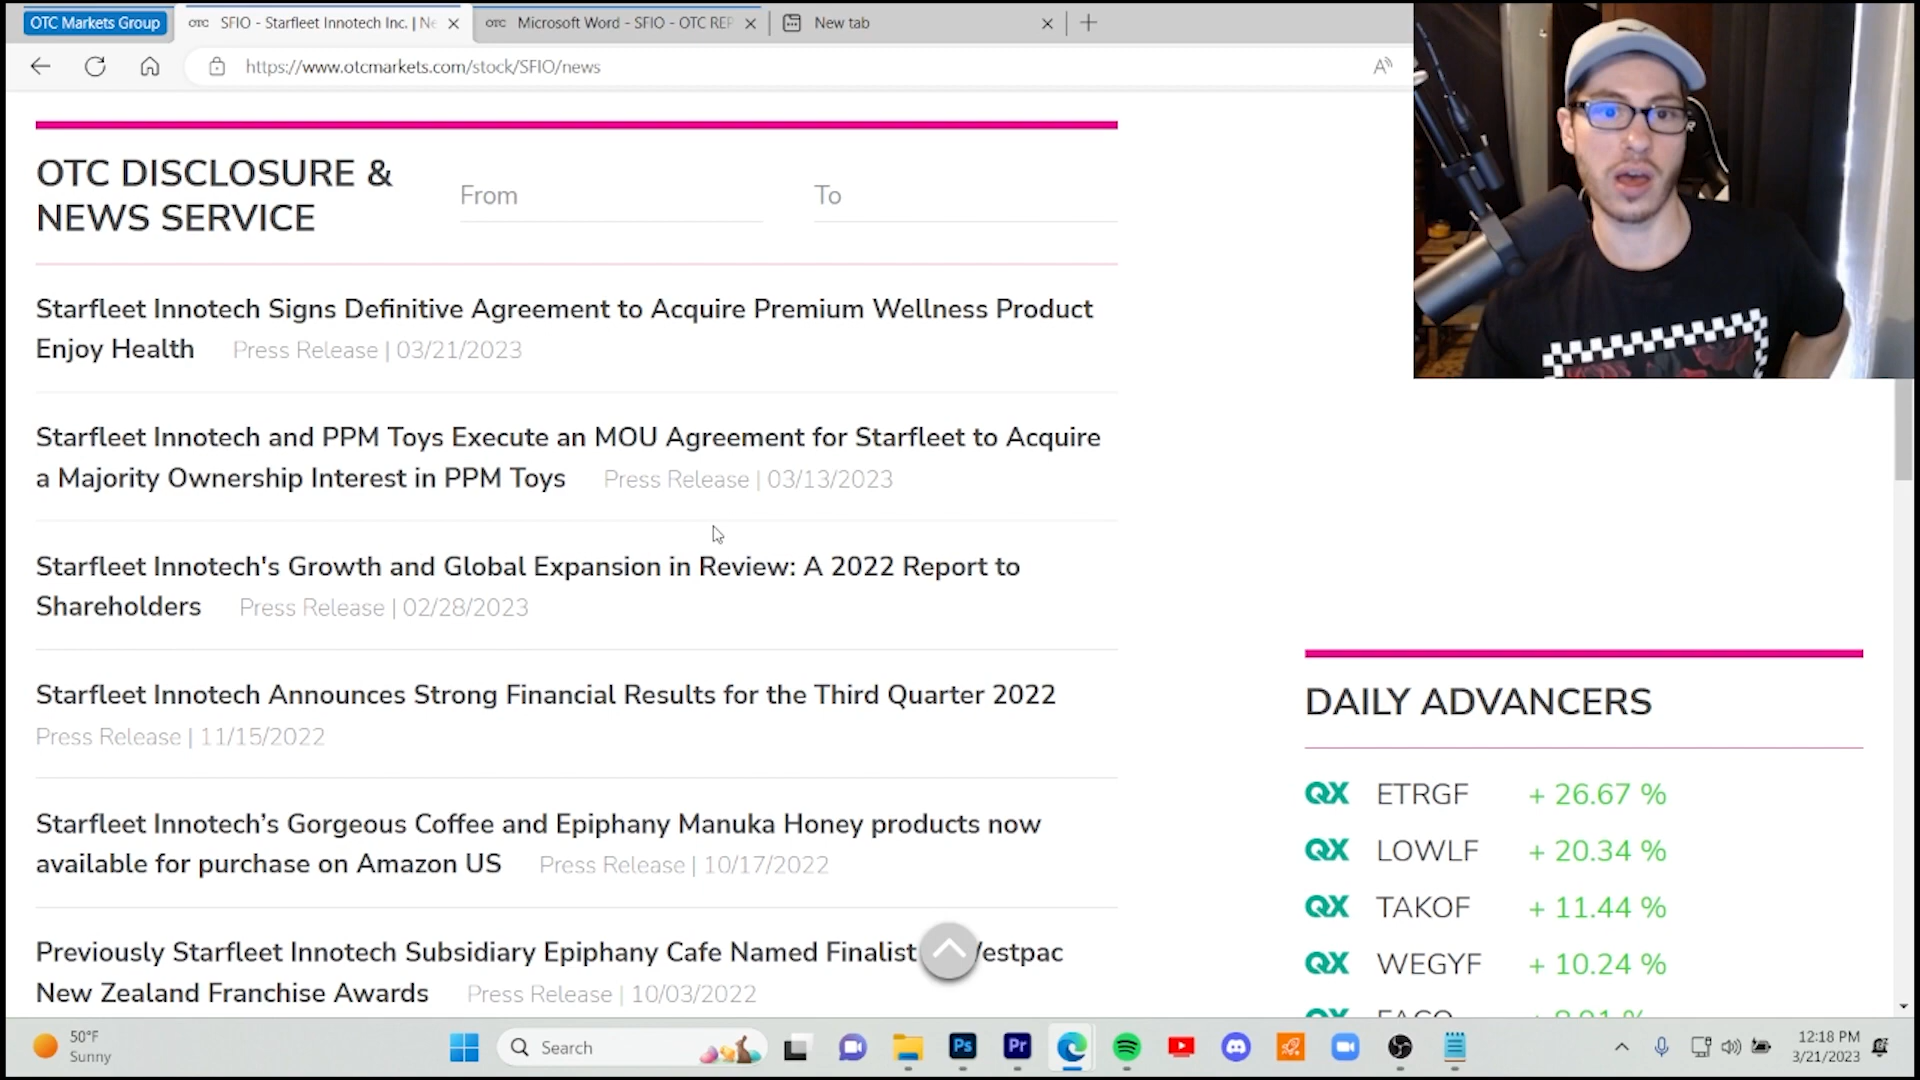 OTC Markets Group
OTC SFIO - Starfleet Innotech Inc. | Ne
OTC Microsoft Word - SFIO - OTC REP
New tab
https://www.otcmarkets.com/stock/SFIO/news
OTC DISCLOSURE &
NEWS SERVICE
From
To
Starfleet Innotech Signs Definitive Agreement to Acquire Premium Wellness Product
Enjoy Health Press Release | 03/21/2023
Starfleet Innotech and PPM Toys Execute an MOU Agreement for Starfleet to Acquire
a Majority Ownership Interest in PPM Toys Press Release | 03/13/2023
Starfleet Innotech's Growth and Global Expansion in Review: A 2022 Report to
Shareholders Press Release | 02/28/2023
Starfleet Innotech Announces Strong Financial Results for the Third Quarter 2022
Press Release | 11/15/2022
Starfleet Innotech’s Gorgeous Coffee and Epiphany Manuka Honey products now
available for purchase on Amazon US Press Release | 10/17/2022
Previously Starfleet Innotech Subsidiary Epiphany Cafe Named Finalist /estpac
New Zealand Franchise Awards Press Release | 10/03/2022
DAILY ADVANCERS
QX ETRGF + 26.67 %
QX LOWLF + 20.34 %
QX TAKOF + 11.44 %
QX WEGYF + 10.24 %
50°F
Sunny
Search
Ps
Pr
12:18 PM
3/21/2023